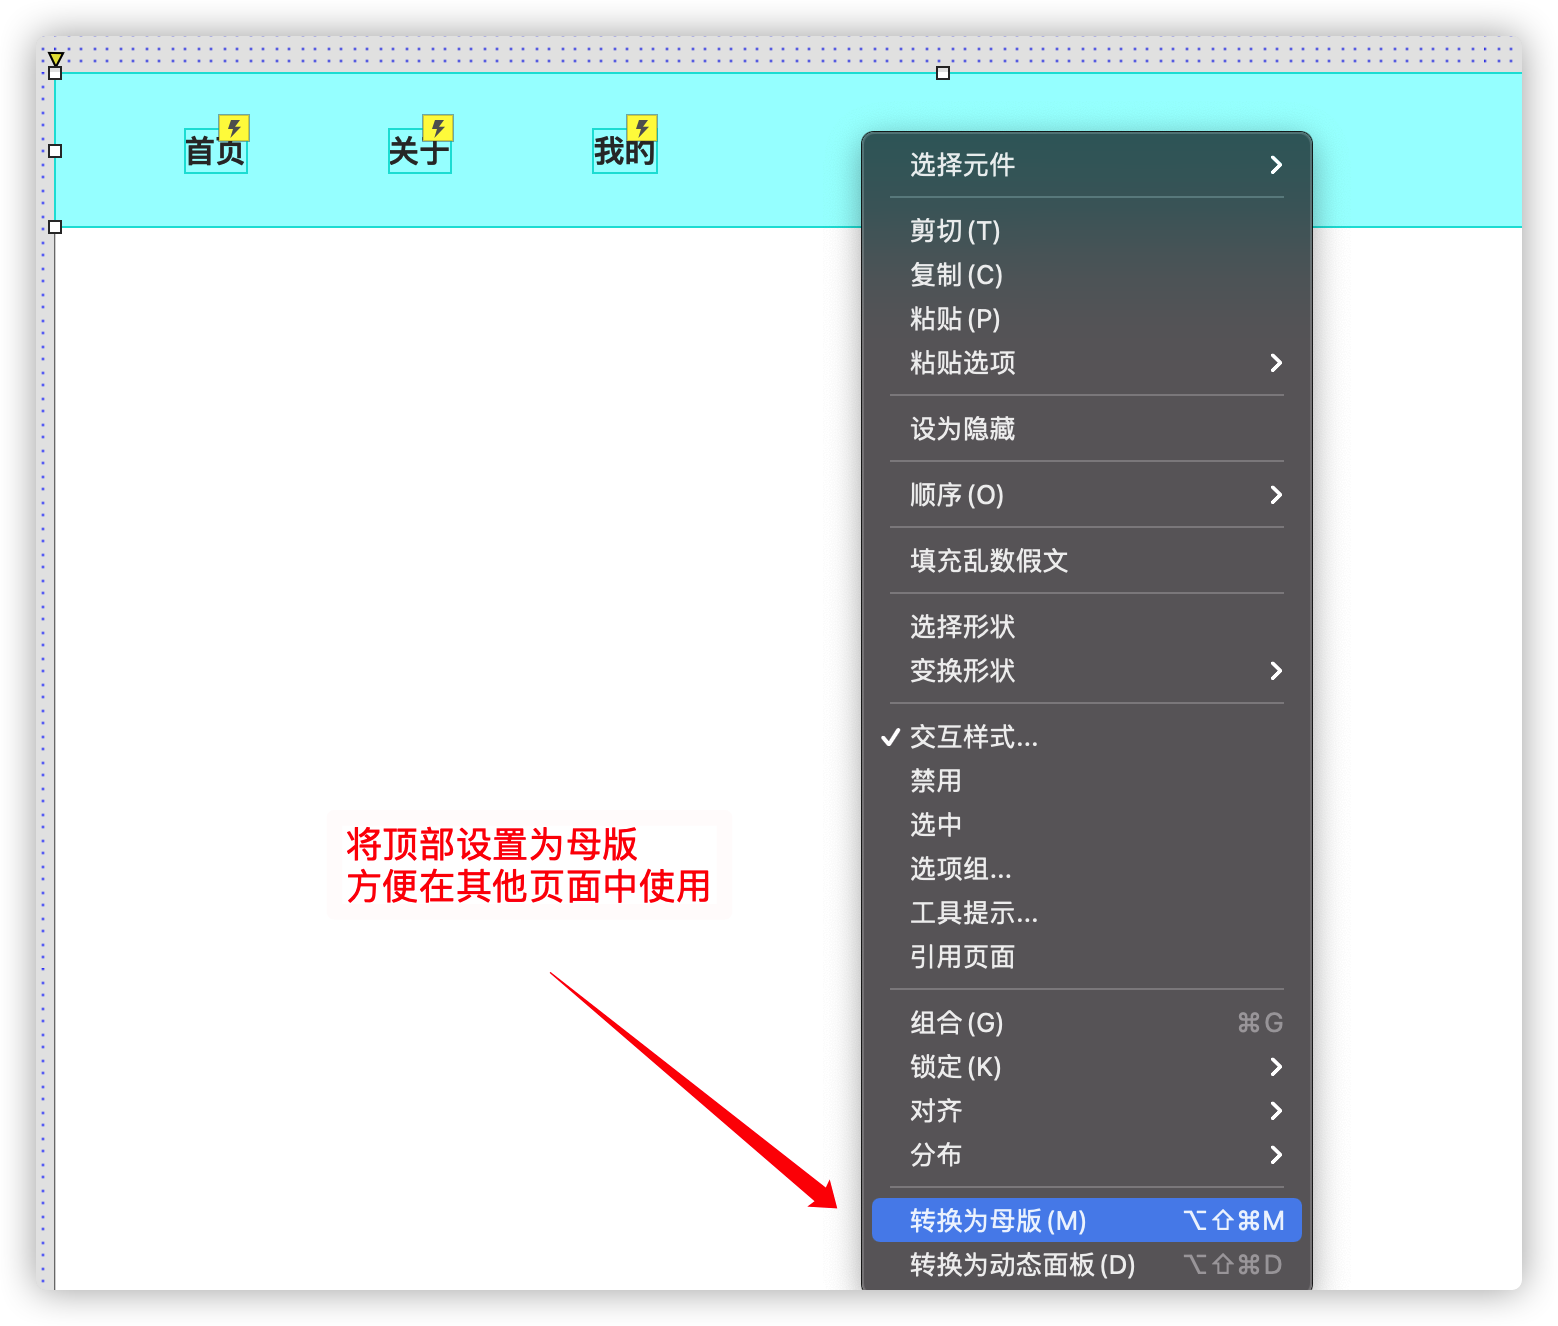 首页
关于
我的
选择元件
剪切 (T)
复制 (C)
粘贴 (P)
粘贴选项
设为隐藏
顺序 (O)
填充乱数假文
选择形状
变换形状
交互样式...
禁用
选中
选项组...
工具提示...
引用页面
将顶部设置为母版
方便在其他页面中使用
组合 (G) ⌘G
锁定 (K)
对齐
分布
转换为母版 (M) ⌥⇧⌘M
转换为动态面板 (D) ⌥⇧⌘D